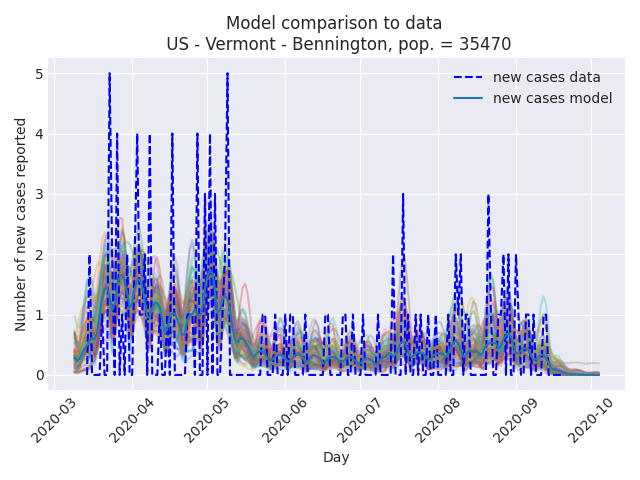 Model comparison to data
US - Vermont - Bennington, pop. = 35470
new cases data
new cases model
Number of new cases reported
5
4
3
2
1
0
2020-03
2020-04
2020-05
2020-06
2020-07
2020-08
2020-09
2020-10
Day